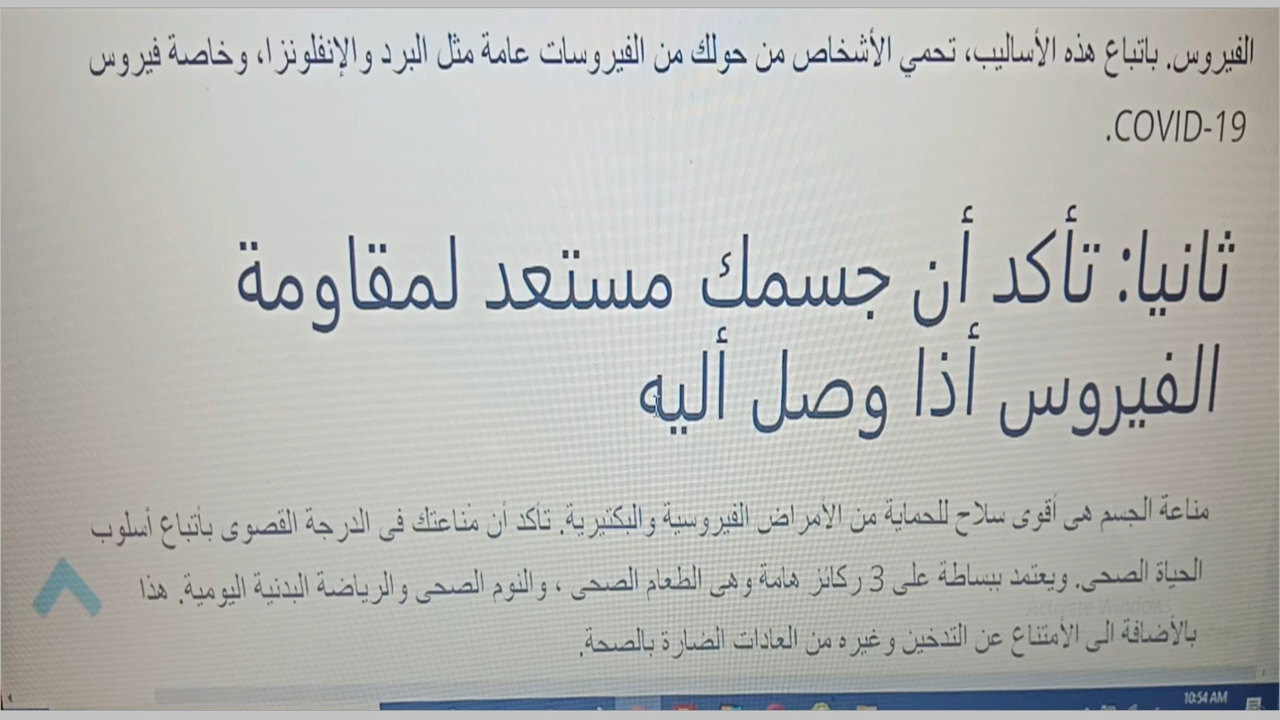 الفيروس. باتباع هذه الأساليب، تحمي الأشخاص من حولك من الفيروسات عامة مثل البرد والإنفلونزا، وخاصة فيروس
COVID-19.
ثانيا: تأكد أن جسمك مستعد لمقاومة
الفيروس أذا وصل أليه
مناعة الجسم هى أقوى سلاح للحماية من الأمراض الفيروسية والبكتيرية. تأكد أن مناعتك فى الدرجة القصوى بأتباع أسلوب
الحياة الصحى. ويعتمد ببساطة على 3 ركائز هامة وهى الطعام الصحى ، والنوم الصحى والرياضة البدنية اليومية. هذا
Activate Windows
بالأضافة الى الأمتناع عن التدخين وغيره من العادات الضارة بالصحة.
10:54 AM